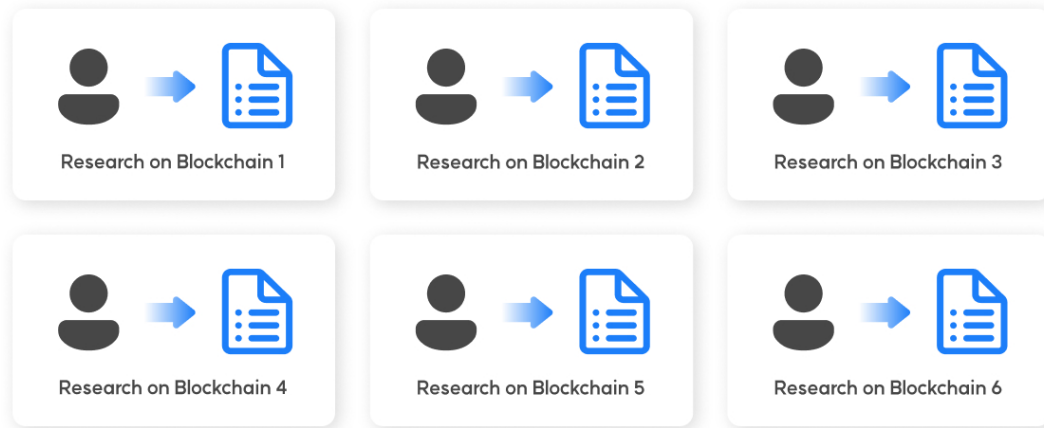 Research on Blockchain 1
Research on Blockchain 2
Research on Blockchain 3
Research on Blockchain 4
Research on Blockchain 5
Research on Blockchain 6